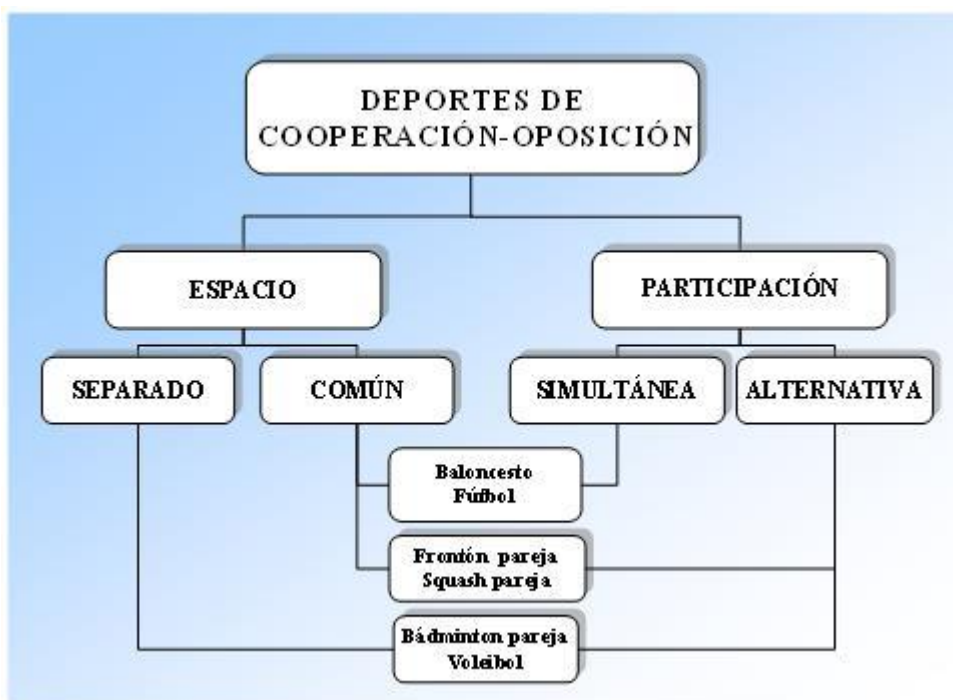 DEPORTES DE
COOPERACIÓN-OPOSICIÓN
ESPACIO
PARTICIPACIÓN
SEPARADO
COMÚN
SIMULTÁNEA
ALTERNATIVA
Baloncesto
Fútbol
Frontón pareja
Squash pareja
Bádminton pareja
Voleibol